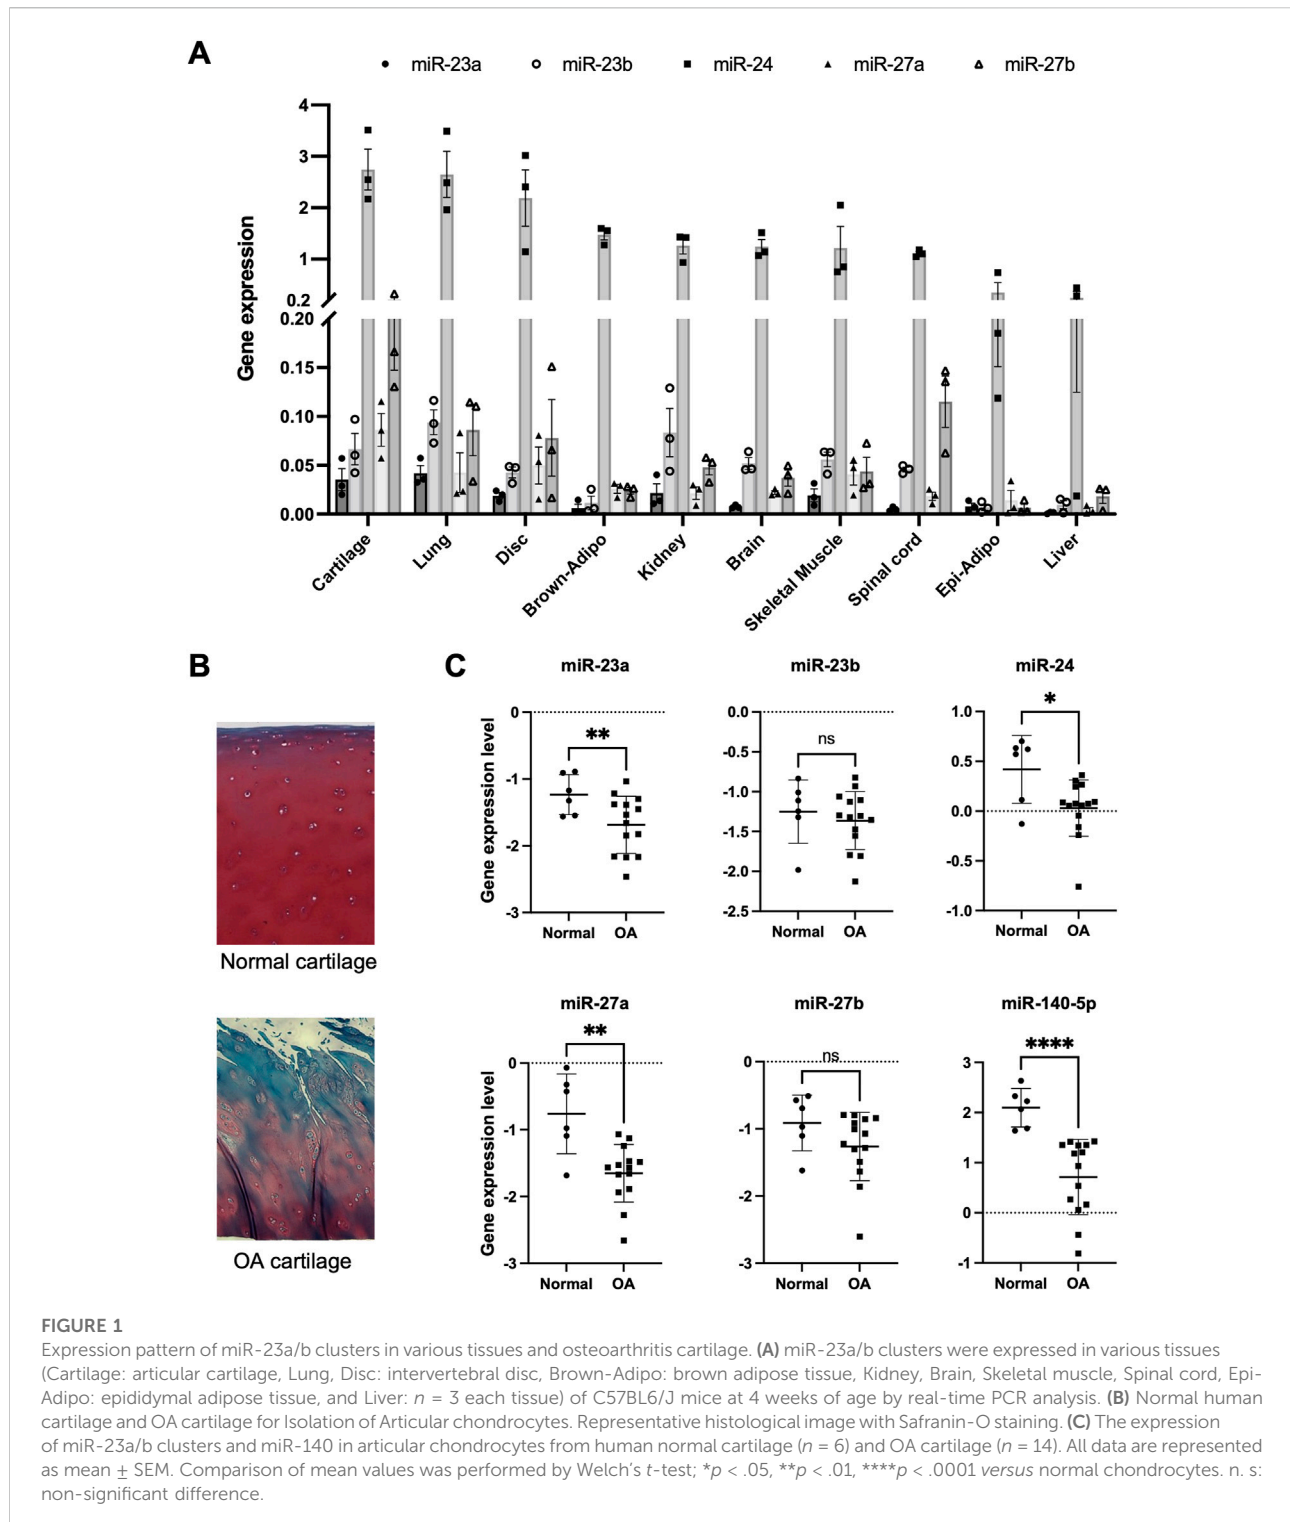 A
miR-23a miR-23b miR-24 miR-27a miR-27b
Gene expression
4
3
2
1
0.2
0.20
0.15
0.10
0.05
0.00
Cartilage Lung Disc Brown-Adipo Kidney Brain Skeletal Muscle Spinal cord Epi-Adipo Liver
B
Normal cartilage
OA cartilage
C
miR-23a
Gene expression level
0
-1
-2
-3
**
Normal OA
miR-23b
0.0
-0.5
-1.0
-1.5
-2.0
-2.5
ns
Normal OA
miR-24
1.0
0.5
0.0
-0.5
-1.0
*
Normal OA
miR-27a
Gene expression level
**
0
-1
-2
-3
Normal OA
miR-27b
ns
0
-1
-2
-3
Normal OA
miR-140-5p
****
3
2
1
0
-1
Normal OA
FIGURE 1
Expression pattern of miR-23a/b clusters in various tissues and osteoarthritis cartilage. (A) miR-23a/b clusters were expressed in various tissues
(Cartilage: articular cartilage, Lung, Disc: intervertebral disc, Brown-Adipo: brown adipose tissue, Kidney, Brain, Skeletal muscle, Spinal cord, Epi-
Adipo: epididymal adipose tissue, and Liver: n = 3 each tissue) of C57BL6/J mice at 4 weeks of age by real-time PCR analysis. (B) Normal human
cartilage and OA cartilage for Isolation of Articular chondrocytes. Representative histological image with Safranin-O staining. (C) The expression
of miR-23a/b clusters and miR-140 in articular chondrocytes from human normal cartilage (n = 6) and OA cartilage (n = 14). All data are represented
as mean ± SEM. Comparison of mean values was performed by Welch's t-test; *p < .05, **p < .01, ****p < .0001 versus normal chondrocytes. n. s:
non-significant difference.